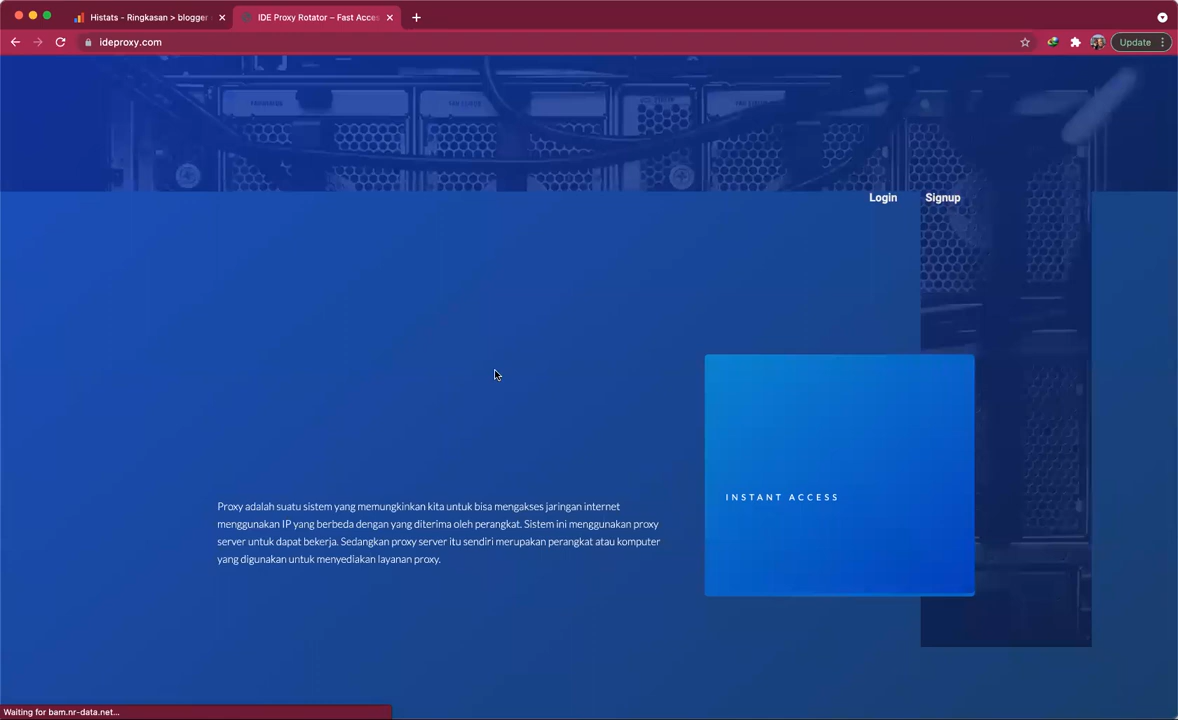 Histats - Ringkasan > blogger
IDE Proxy Rotator – Fast Acces
ideproxy.com
Update
Login
Signup
INSTANT ACCESS
Proxy adalah suatu sistem yang memungkinkan kita untuk bisa mengakses jaringan internet
menggunakan IP yang berbeda dengan yang diterima oleh perangkat. Sistem ini menggunakan proxy
server untuk dapat bekerja. Sedangkan proxy server itu sendiri merupakan perangkat atau komputer
yang digunakan untuk menyediakan layanan proxy.
Waiting for bam.nr-data.net...